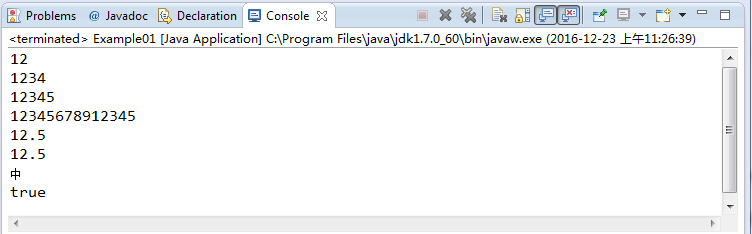 Problems @ Javadoc Declaration Console
<terminated> Example01 [Java Application] C:\Program Files\java\jdk1.7.0_60\bin\javaw.exe (2016-12-23 上午11:26:39)
12
1234
12345
12345678912345
12.5
12.5
中
true